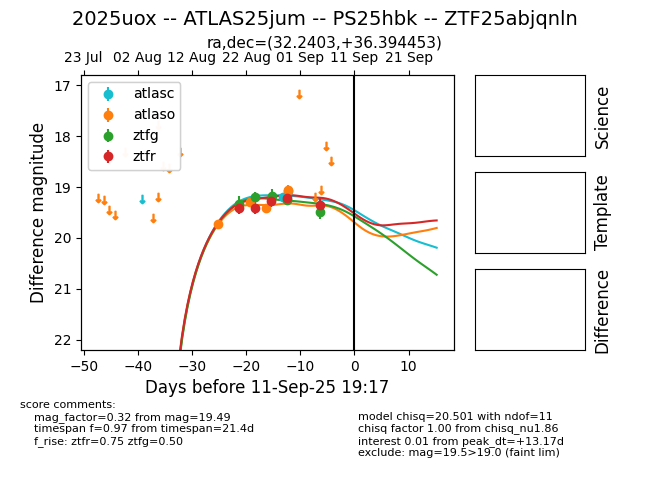 2025uox -- ATLAS25jum -- PS25hbk -- ZTF25abjqnln
ra,dec=(32.2403,+36.394453)
23 Jul 02 Aug 12 Aug 22 Aug 01 Sep 11 Sep 21 Sep
17
18
19
20
21
22
Difference magnitude
atlasc
atlaso
ztfg
ztfr
−50 −40 −30 −20 −10 0 10
Days before 11-Sep-25 19:17
Science
Template
Difference
score comments:
mag_factor=0.32 from mag=19.49
timespan f=0.97 from timespan=21.4d
f_rise: ztfr=0.75 ztfg=0.50
model chisq=20.501 with ndof=11
chisq factor 1.00 from chisq_nu1.86
interest 0.01 from peak_dt=+13.17d
exclude: mag=19.5>19.0 (faint lim)